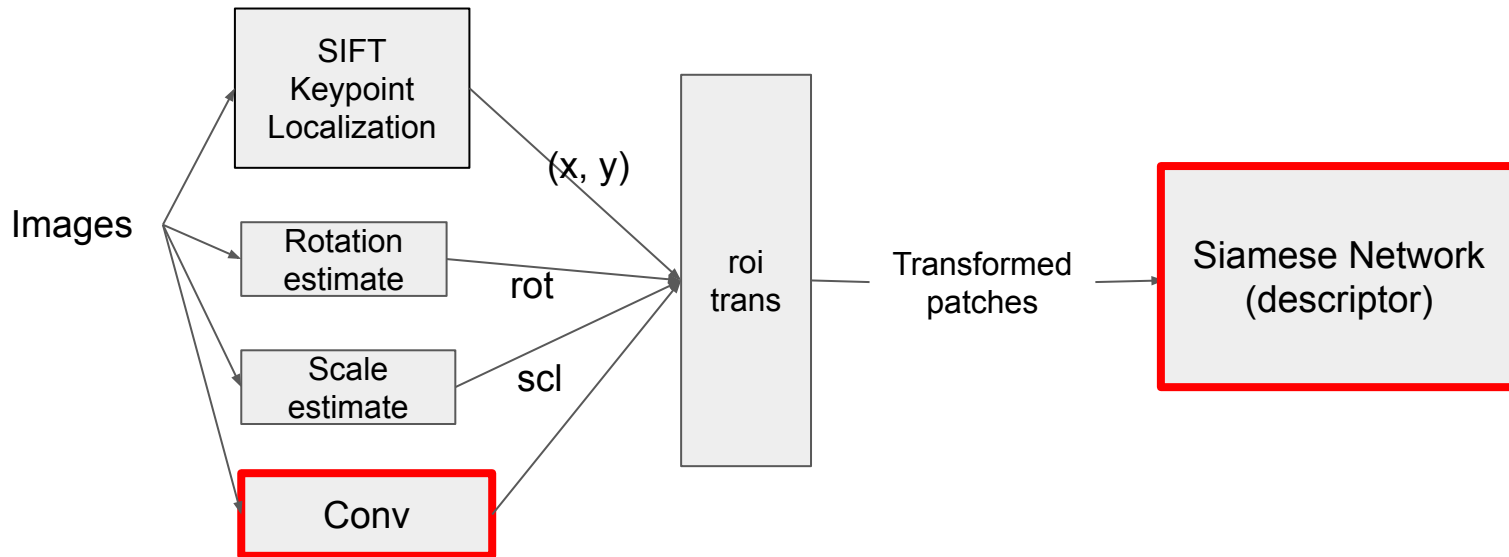 Images
SIFT
Keypoint
Localization
Rotation
estimate
Scale
estimate
Conv
(x, y)
rot
scl
roi
trans
Transformed
patches
Siamese Network
(descriptor)